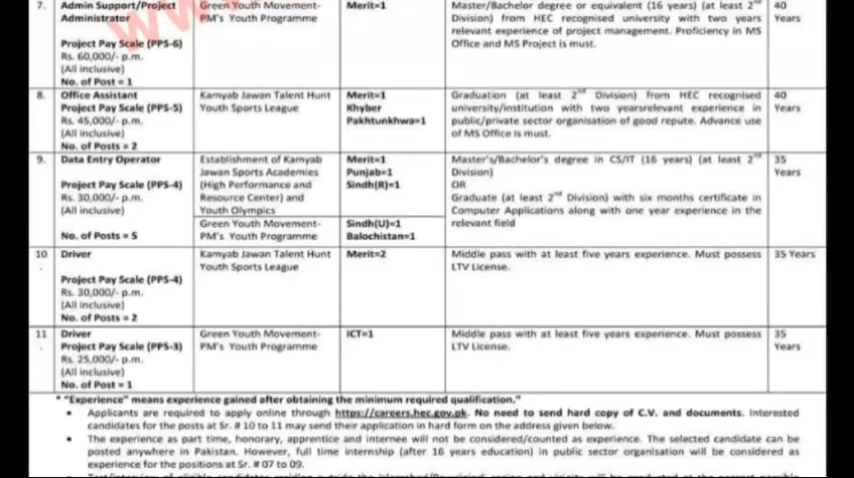 7.
Admin Support/Project
Administrator
Project Pay Scale (PPS-6)
Rs. 60,000/- p.m.
(All inclusive)
No. of Post = 1
Green Youth Movement-
PM's Youth Programme
Merit=1
Master/Bachelor degree or equivalent (16 years) (at least 2nd
Division) from HEC recognised university with two years
relevant experience of project management. Proficiency in MS
Office and MS Project is must.
40
Years
8.
Office Assistant
Project Pay Scale (PPS-5)
Rs. 45,000/- p.m.
(All inclusive)
No. of Posts = 2
Kamyab Jawan Talent Hunt
Youth Sports League
Merit=1
Khyber
Pakhtunkhwa=1
Graduation (at least 2nd Division) from HEC recognised
university/institution with two yearsrelevant experience in
public/private sector organisation of good repute. Advance use
of MS Office is must.
40
Years
9.
Data Entry Operator
Project Pay Scale (PPS-4)
Rs. 30,000/- p.m.
(All inclusive)
No. of Posts = 5
Establishment of Kamyab
Jawan Sports Academies
(High Performance and
Resource Center) and
Youth Olympics
Merit=1
Punjab=1
Sindh(R)=1
Green Youth Movement-
PM's Youth Programme
Sindh(U)=1
Balochistan=1
Master's/Bachelor's degree in CS/IT (16 years) (at least 2nd
Division)
OR
Graduate (at least 2nd Division) with six months certificate in
Computer Applications along with one year experience in the
relevant field
35
Years
10
.
Driver
Project Pay Scale (PPS-4)
Rs. 30,000/- p.m.
(All inclusive)
No. of Posts = 2
Kamyab Jawan Talent Hunt
Youth Sports League
Merit=2
Middle pass with at least five years experience. Must possess
LTV License.
35 Years
11
.
Driver
Project Pay Scale (PPS-3)
Rs. 25,000/- p.m.
(All inclusive)
No. of Post = 1
Green Youth Movement-
PM's Youth Programme
ICT=1
Middle pass with at least five years experience. Must possess
LTV License.
35
Years
* "Experience" means experience gained after obtaining the minimum required qualification."
• Applicants are required to apply online through https://careers.hec.gov.pk. No need to send hard copy of C.V. and documents. Interested
candidates for the posts at Sr. # 10 to 11 may send their application in hard form on the address given below.
• The experience as part time, honorary, apprentice and internee will not be considered/counted as experience. The selected candidate can be
posted anywhere in Pakistan. However, full time internship (after 16 years education) in public sector organisation will be considered as
experience for the positions at Sr. # 07 to 09.